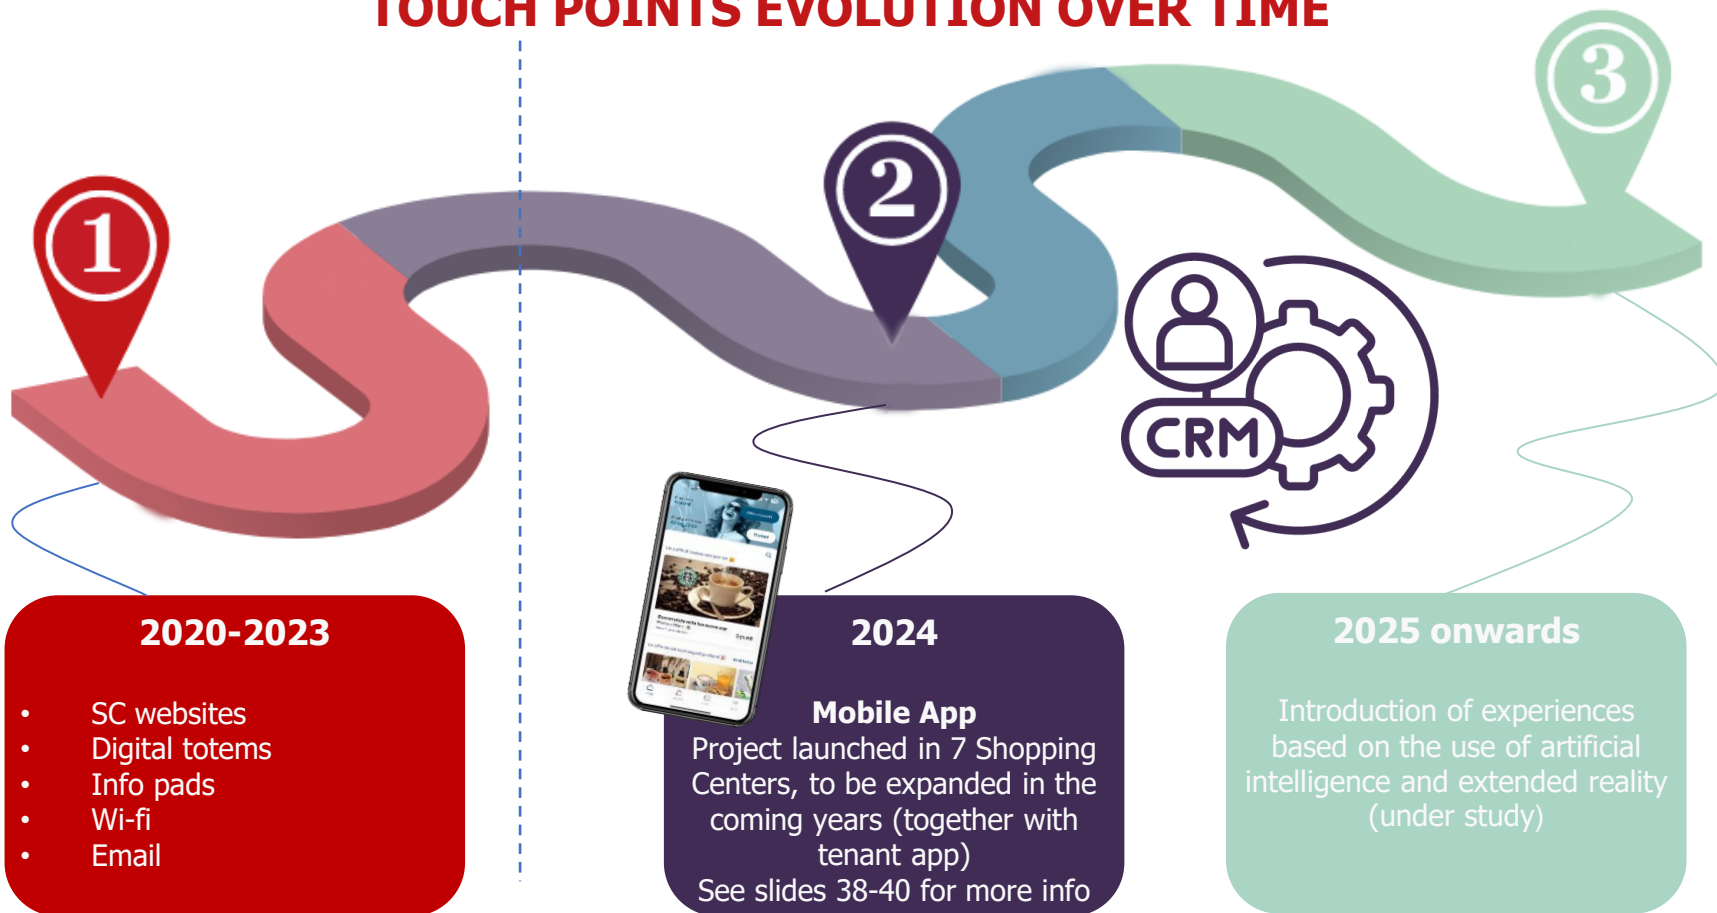 TOUCH POINTS EVOLUTION OVER TIME
1
2
3
CRM
2020-2023
• SC websites
• Digital totems
• Info pads
• Wi-fi
• Email
2024
Mobile App
Project launched in 7 Shopping
Centers, to be expanded in the
coming years (together with
tenant app)
See slides 38-40 for more info
2025 onwards
Introduction of experiences
based on the use of artificial
intelligence and extended reality
(under study)